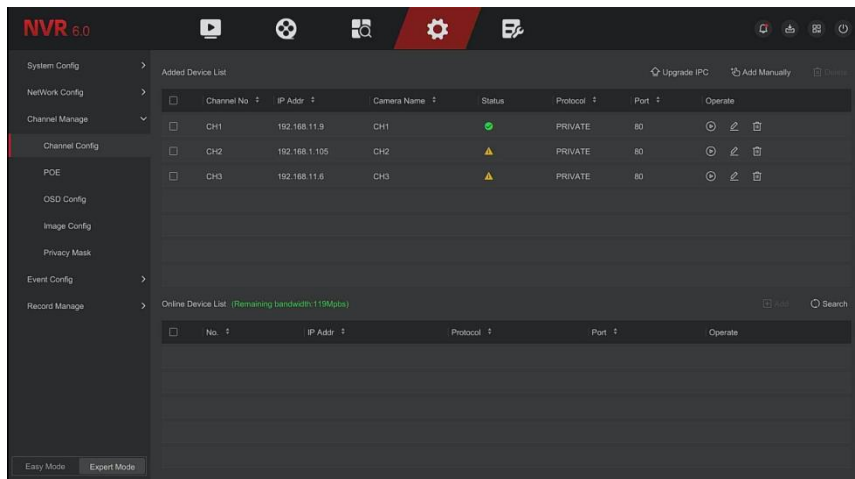 NVR 6.0
System Config
NetWork Config
Channel Manage
Channel Config
POE
OSD Config
Image Config
Privacy Mask
Event Config
Record Manage
Easy Mode Expert Mode
Added Device List Upgrade IPC Add Manually Delete
Channel No IP Addr Camera Name Status Protocol Port Operate
CH1 192.168.11.9 CH1 PRIVATE 80
CH2 192.168.1.105 CH2 PRIVATE 80
CH3 192.168.11.6 CH3 PRIVATE 80
Online Device List (Remaining bandwidth:119Mpbs) Add Search
No. IP Addr Protocol Port Operate